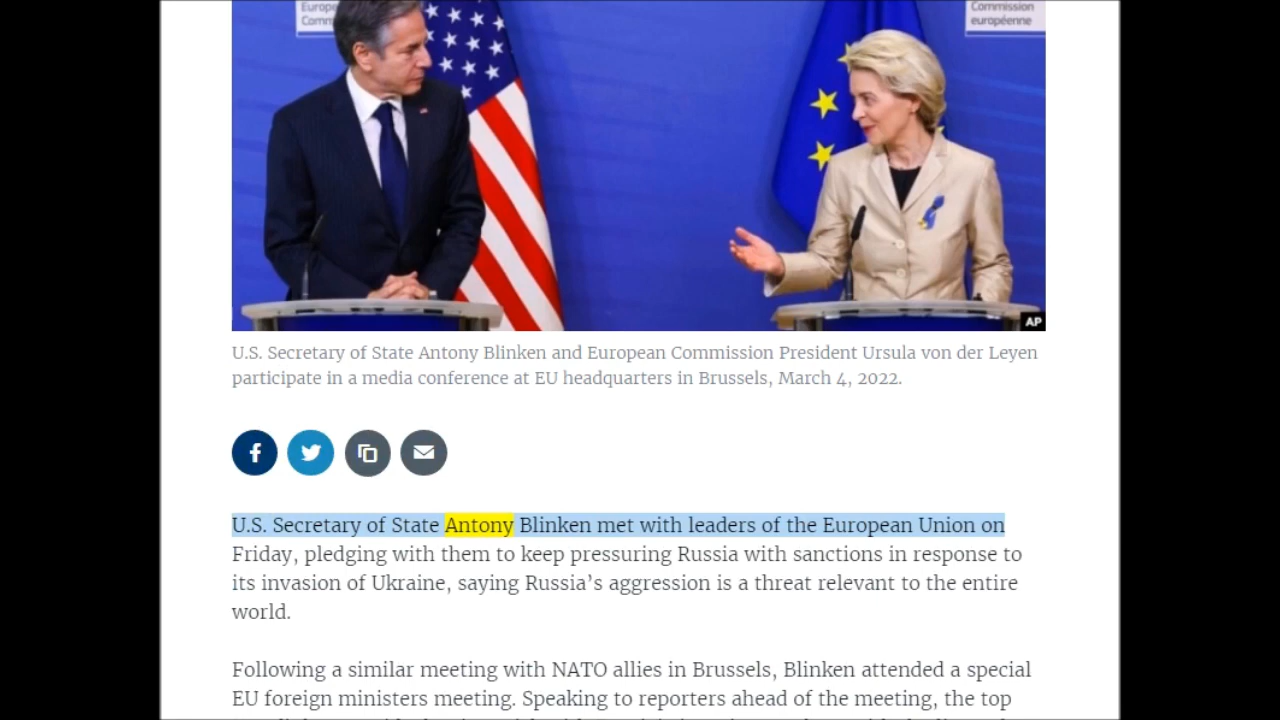 Commission
européenne
AP
U.S. Secretary of State Antony Blinken and European Commission President Ursula von der Leyen
participate in a media conference at EU headquarters in Brussels, March 4, 2022.
U.S. Secretary of State Antony Blinken met with leaders of the European Union on
Friday, pledging with them to keep pressuring Russia with sanctions in response to
its invasion of Ukraine, saying Russia’s aggression is a threat relevant to the entire
world.
Following a similar meeting with NATO allies in Brussels, Blinken attended a special
EU foreign ministers meeting. Speaking to reporters ahead of the meeting, the top